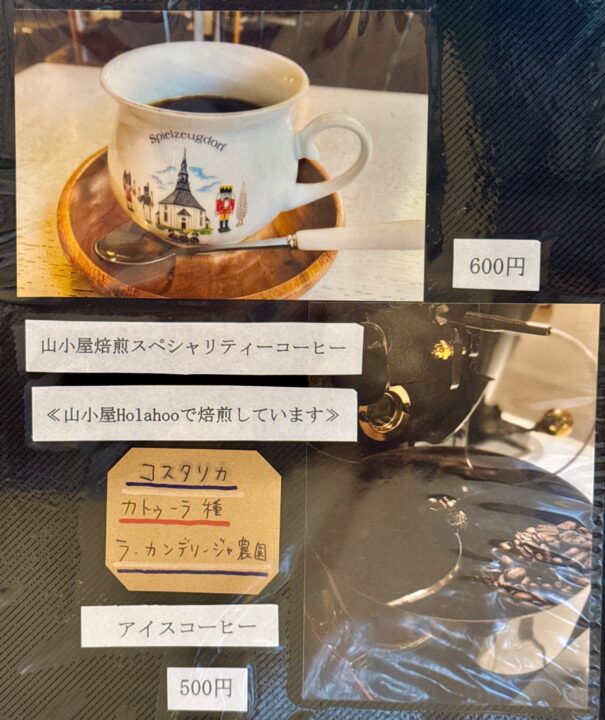 Spielzeugdorf
600円
山小屋焙煎スペシャリティーコーヒー
≪山小屋Holahooで焙煎しています≫
コスタリカ
カトゥーラ種
ラ・カンデリージャ農園
アイスコーヒー
500円